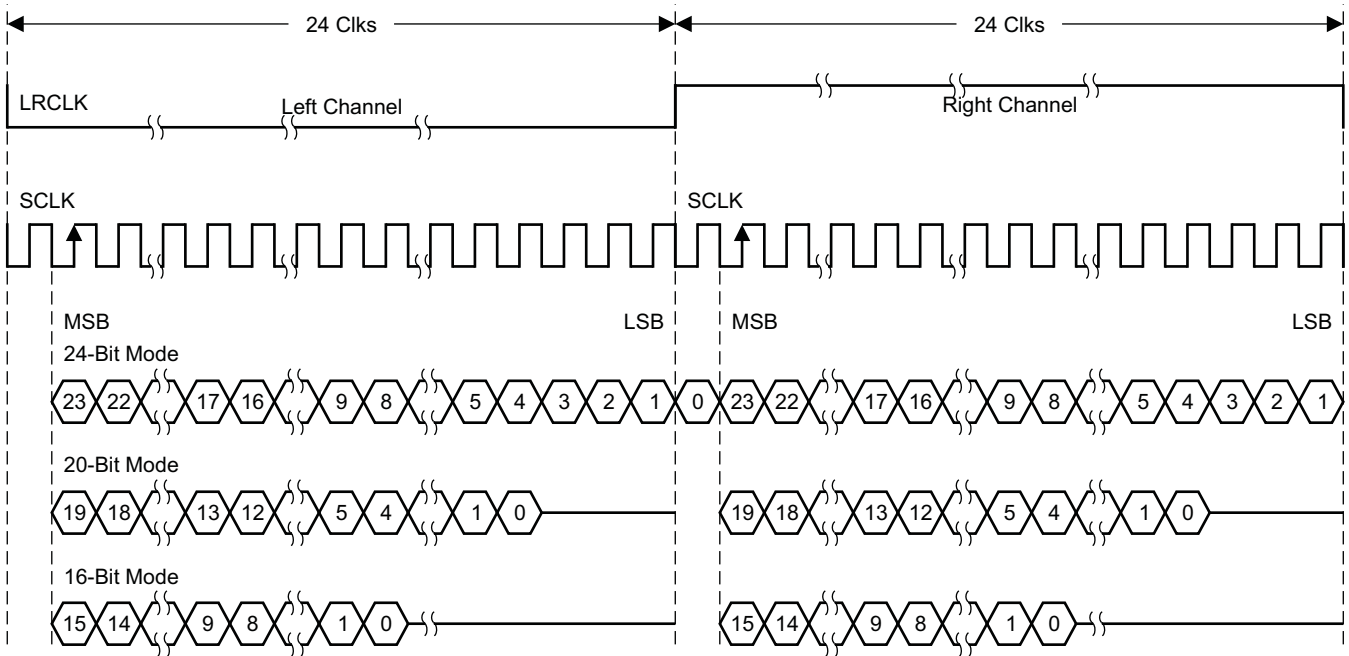 24 Clks 24 Clks
LRCLK Left Channel Right Channel
SCLK SCLK
MSB LSB MSB LSB
24-Bit Mode
23 22 17 16 9 8 5 4 3 2 1 0 23 22 17 16 9 8 5 4 3 2 1
20-Bit Mode
19 18 13 12 5 4 1 0 19 18 13 12 5 4 1 0
16-Bit Mode
15 14 9 8 1 0 15 14 9 8 1 0